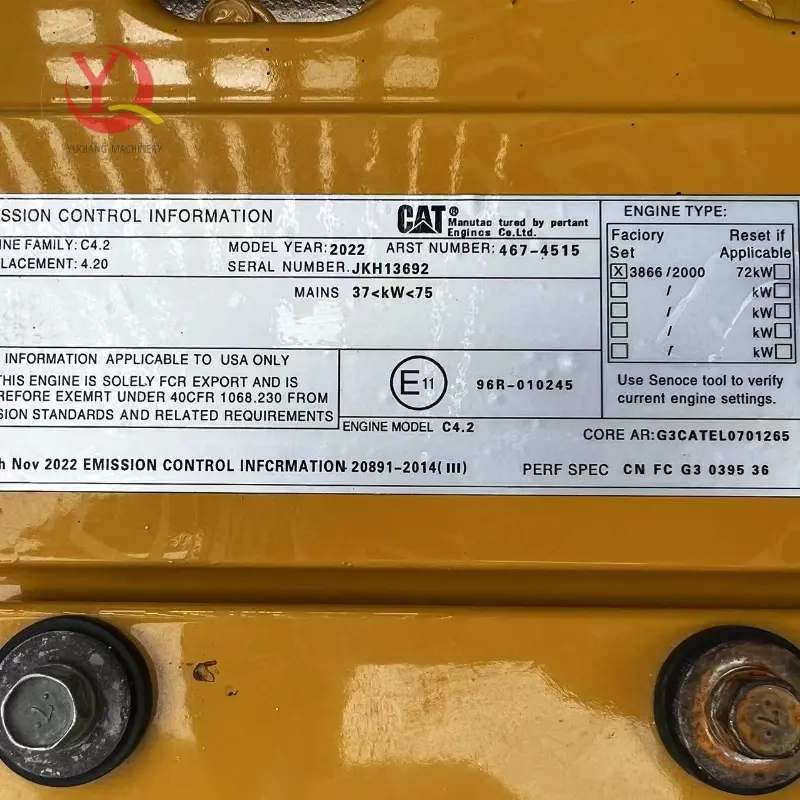 YUQIANG MACHINERY
SSION CONTROL INFORMATION
CAT®
Manutac tured by pertant
Engines Co.Ltd.
NE FAMILY: C4.2
LACEMENT: 4.20
MODEL YEAR: 2022 ARST NUMBER: 467-4515
SERIAL NUMBER. JKH13692
MAINS 37<kW<75
ENGINE TYPE:
Factory Reset if
Set Applicable
X 3866/2000 72kW
/ kW
/ kW
/ kW
/ kW
Use Senoce tool to verify
current engine settings.
INFORMATION APPLICABLE TO USA ONLY
THIS ENGINE IS SOLELY FCR EXPORT AND IS
REFORE EXEMRT UNDER 40CFR 1068.230 FROM
SION STANDARDS AND RELATED REQUIREMENTS
E11
96R-010245
ENGINE MODEL C4.2
CORE AR:G3CATEL0701265
h Nov 2022 EMISSION CONTROL INFCRMATION 20891-2014(III)
PERF SPEC CN FC G3 0395 36